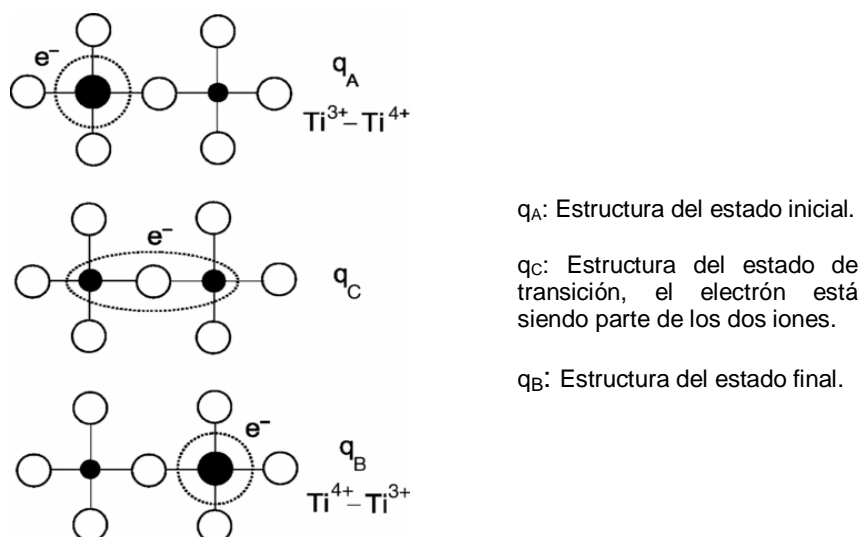 e⁻
q_A
Ti³⁺–Ti⁴⁺
e⁻
q_C
e⁻
q_B
Ti⁴⁺–Ti³⁺
q_A: Estructura del estado inicial.
q_C: Estructura del estado de
transición, el electrón está
siendo parte de los dos iones.
q_B: Estructura del estado final.